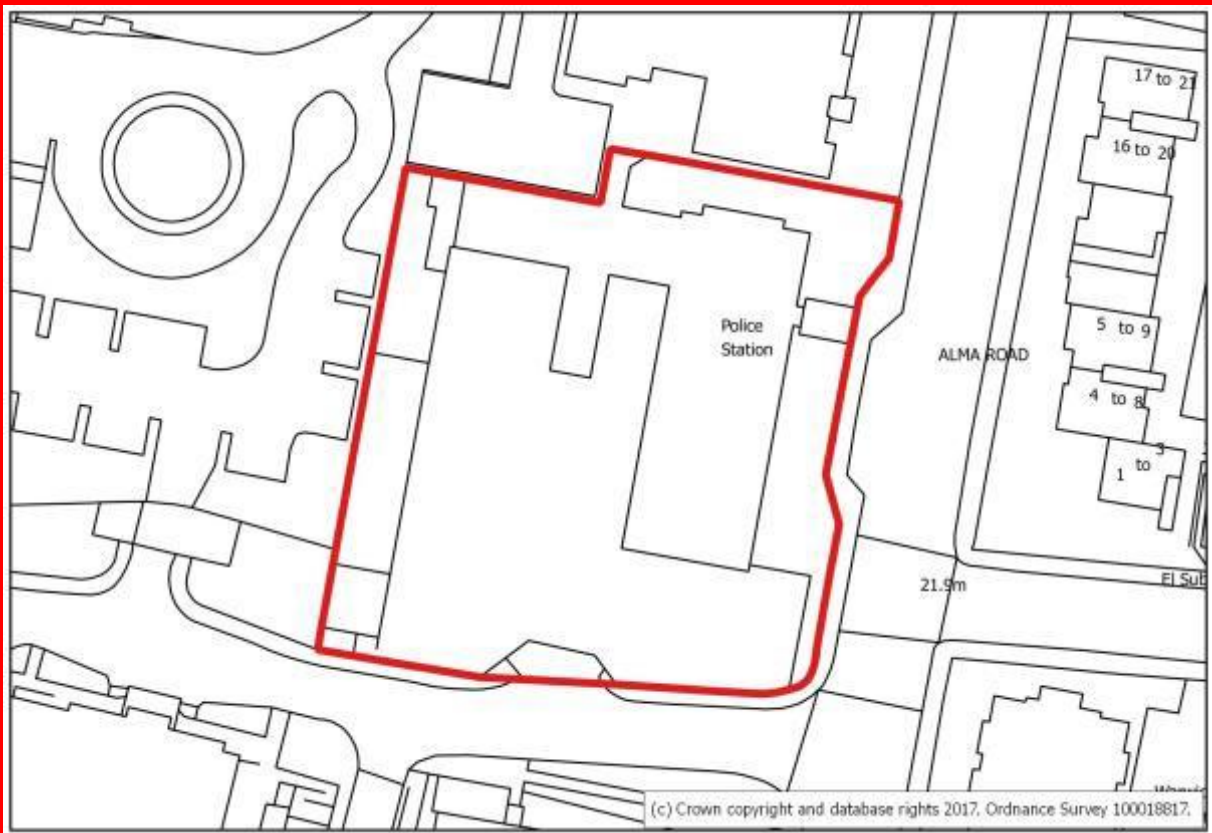 17 to 21
16 to 20
Police
Station
5 to 9
ALMA ROAD
4 to 8
1 to 3
21.9m
El Sub
(c) Crown copyright and database rights 2017. Ordnance Survey 100018817.